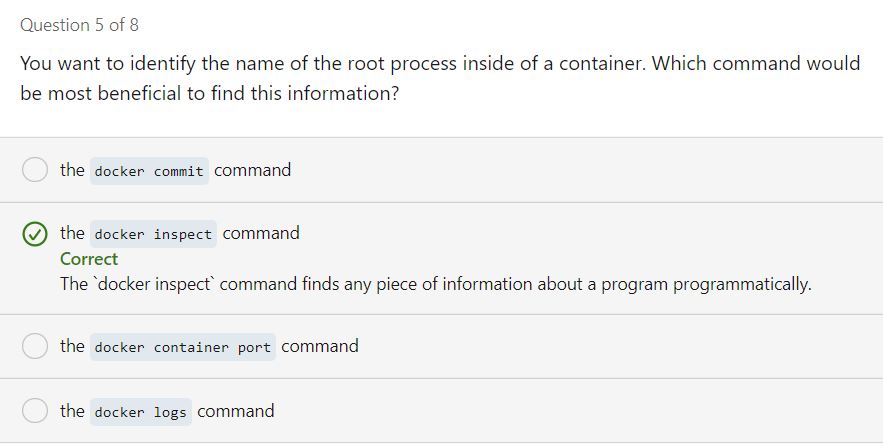 Question 5 of 8
You want to identify the name of the root process inside of a container. Which command would
be most beneficial to find this information?
the docker commit command
the docker inspect command
Correct
The `docker inspect` command finds any piece of information about a program programmatically.
the docker container port command
the docker logs command